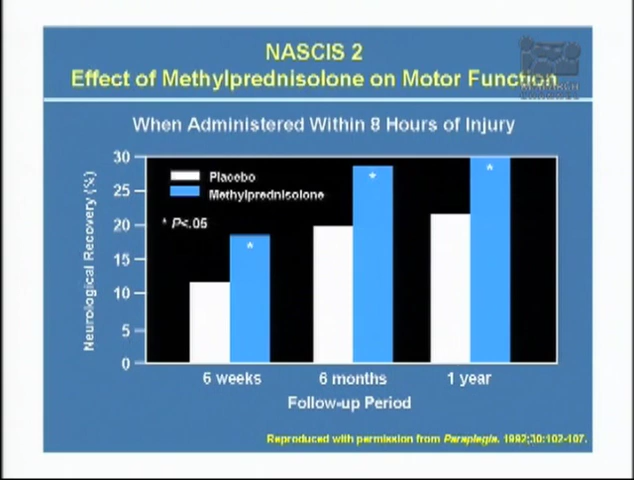 NASCIS 2
Effect of Methylprednisolone on Motor Function
When Administered Within 8 Hours of Injury
Neurological Recovery (%)
30
25
20
15
10
5
0
Placebo
Methylprednisolone
* P<.05
*
*
*
6 weeks 6 months 1 year
Follow-up Period
Reproduced with permission from Paraplegia. 1992;30:102-107.